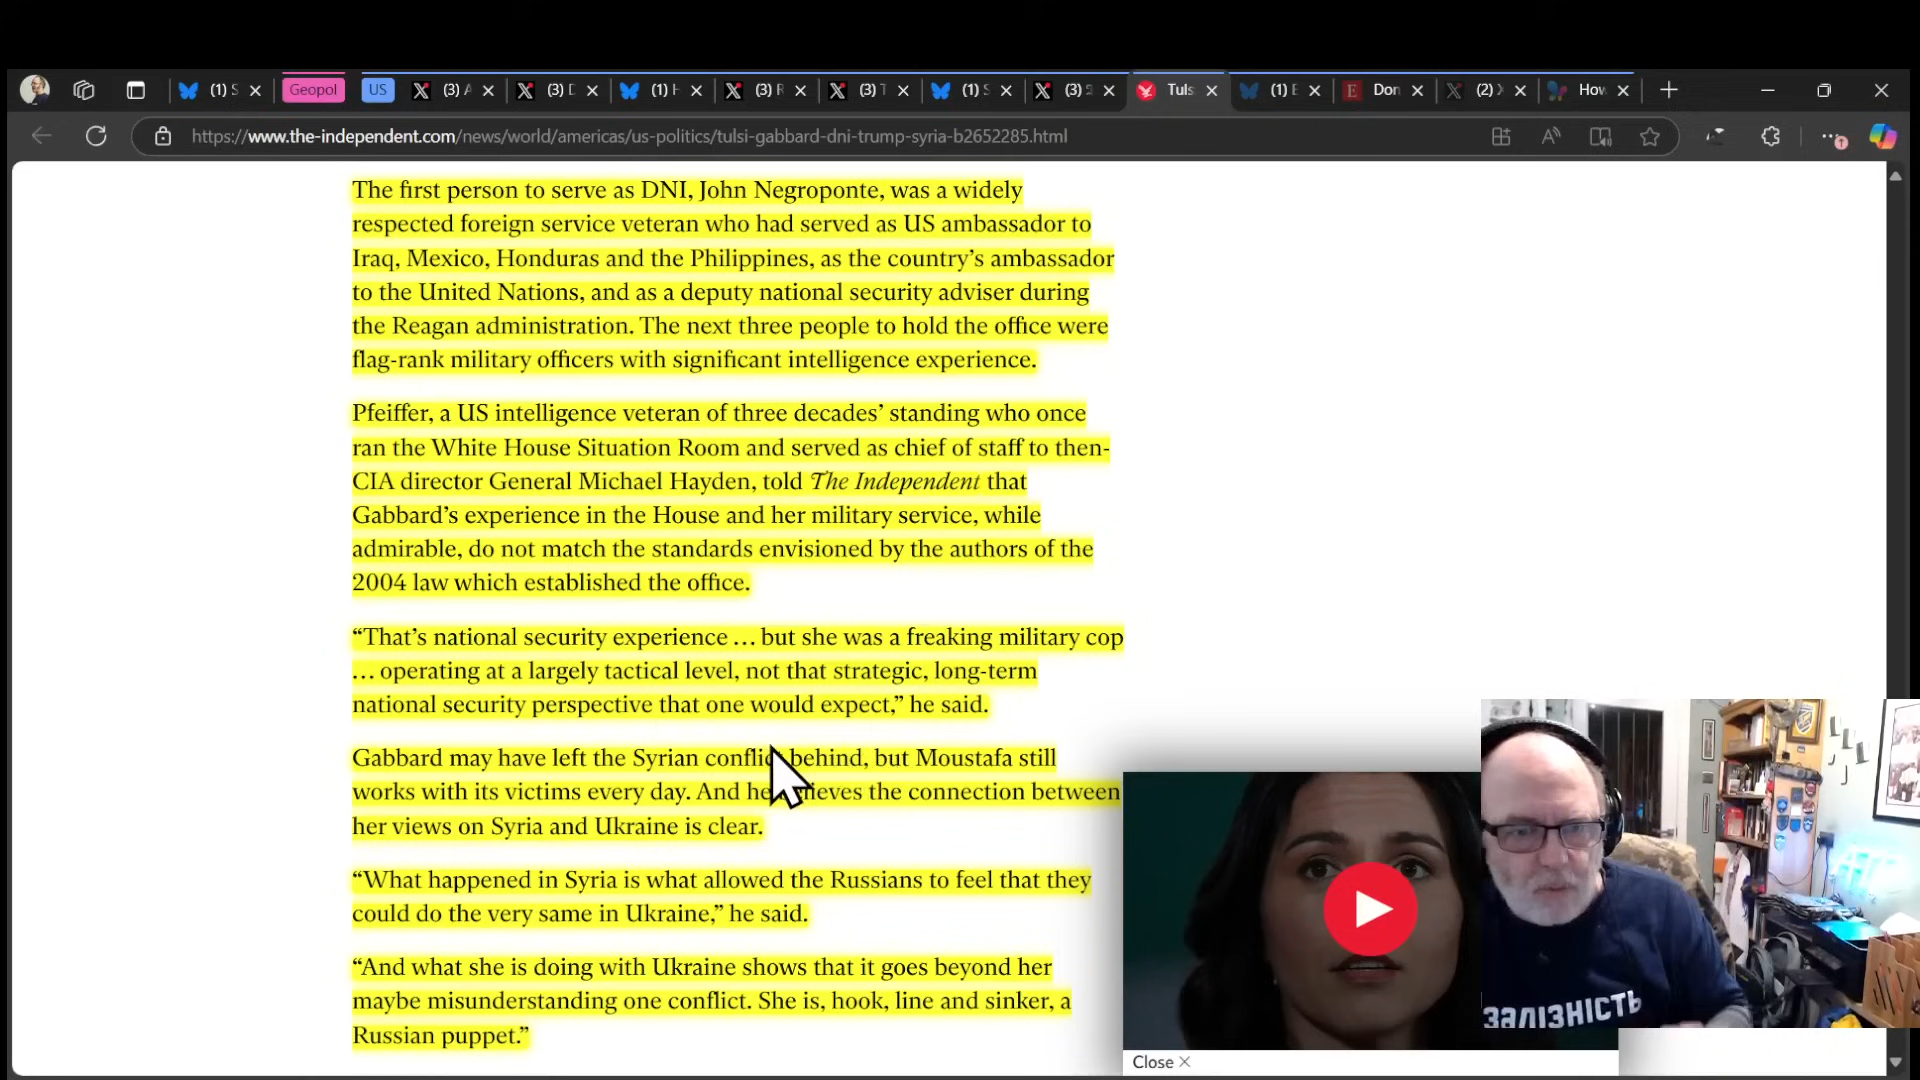 (1) S
Geopol
US
(3) A
(3) D
(1) H
(3) R
(3) T
(1) S
(3) 2
Tuls
(1) E
Don
(2) X
How
https://www.the-independent.com/news/world/americas/us-politics/tulsi-gabbard-dni-trump-syria-b2652285.html
The first person to serve as DNI, John Negroponte, was a widely
respected foreign service veteran who had served as US ambassador to
Iraq, Mexico, Honduras and the Philippines, as the country’s ambassador
to the United Nations, and as a deputy national security adviser during
the Reagan administration. The next three people to hold the office were
flag-rank military officers with significant intelligence experience.
Pfeiffer, a US intelligence veteran of three decades’ standing who once
ran the White House Situation Room and served as chief of staff to then-
CIA director General Michael Hayden, told The Independent that
Gabbard’s experience in the House and her military service, while
admirable, do not match the standards envisioned by the authors of the
2004 law which established the office.
“That’s national security experience … but she was a freaking military cop
… operating at a largely tactical level, not that strategic, long-term
national security perspective that one would expect,” he said.
Gabbard may have left the Syrian conflict behind, but Moustafa still
works with its victims every day. And he believes the connection between
her views on Syria and Ukraine is clear.
“What happened in Syria is what allowed the Russians to feel that they
could do the very same in Ukraine,” he said.
“And what she is doing with Ukraine shows that it goes beyond her
maybe misunderstanding one conflict. She is, hook, line and sinker, a
Russian puppet.”
Close
ЗАЛІЗНІСТЬ